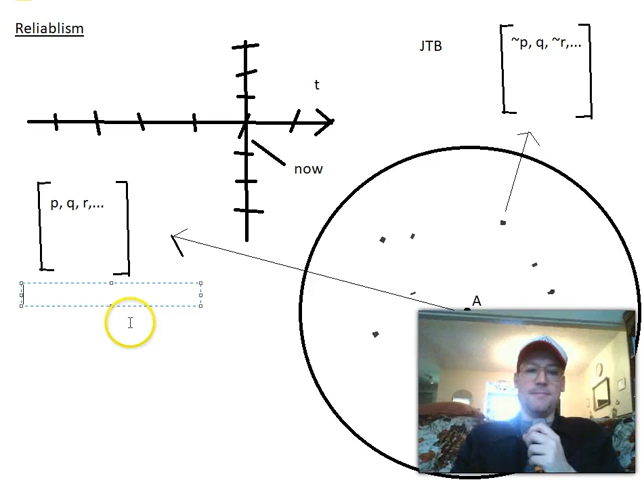 Reliablism
JTB
~p, q, ~r,...
t
now
p, q, r,...
A